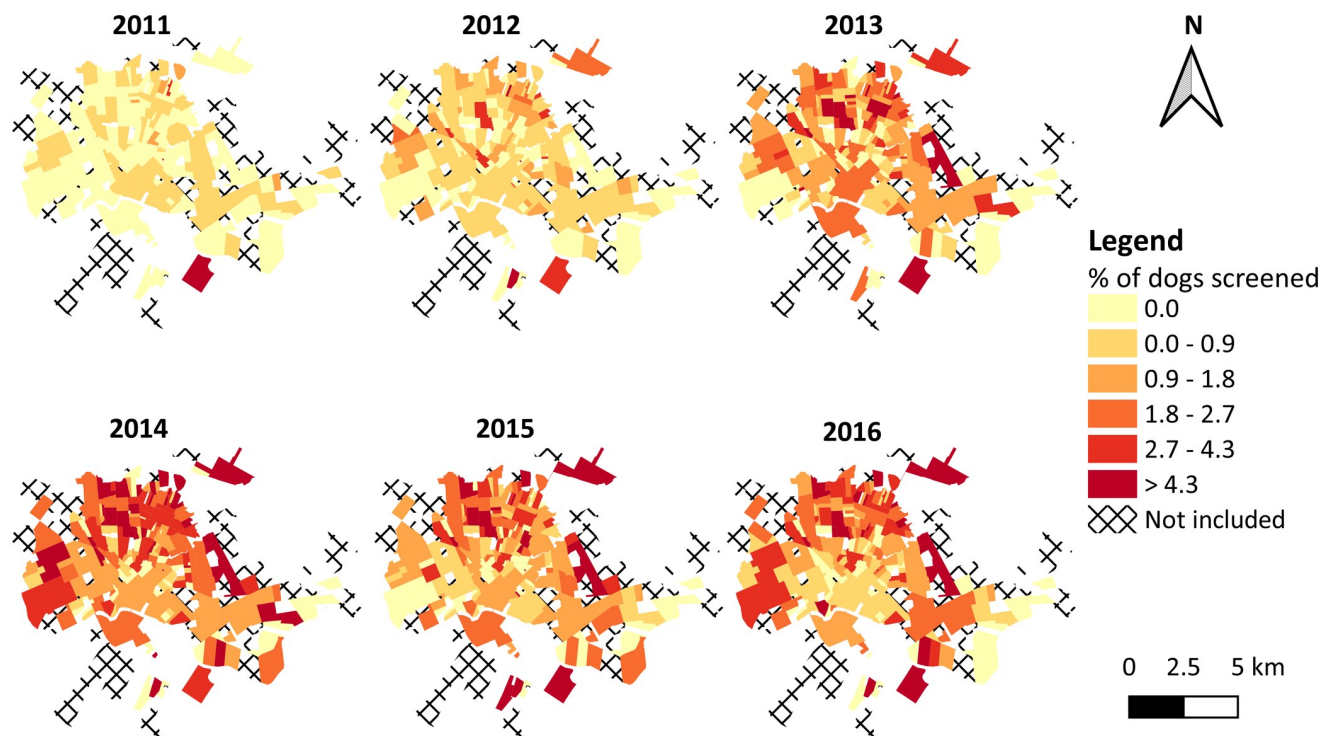 2011
2012
2013
N
Legend
% of dogs screened
0.0
0.0 - 0.9
0.9 - 1.8
1.8 - 2.7
2.7 - 4.3
> 4.3
Not included
2014
2015
2016
0 2.5 5 km